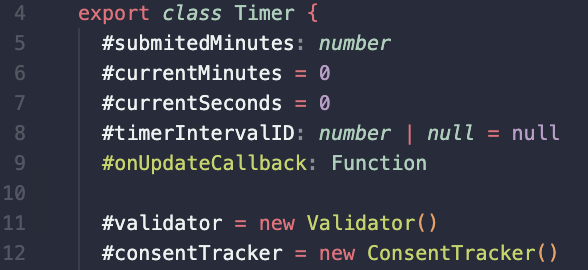 4 export class Timer {
5 #submitedMinutes: number
6 #currentMinutes = 0
7 #currentSeconds = 0
8 #timerIntervalID: number | null = null
9 #onUpdateCallback: Function
10
11 #validator = new Validator()
12 #consentTracker = new ConsentTracker()